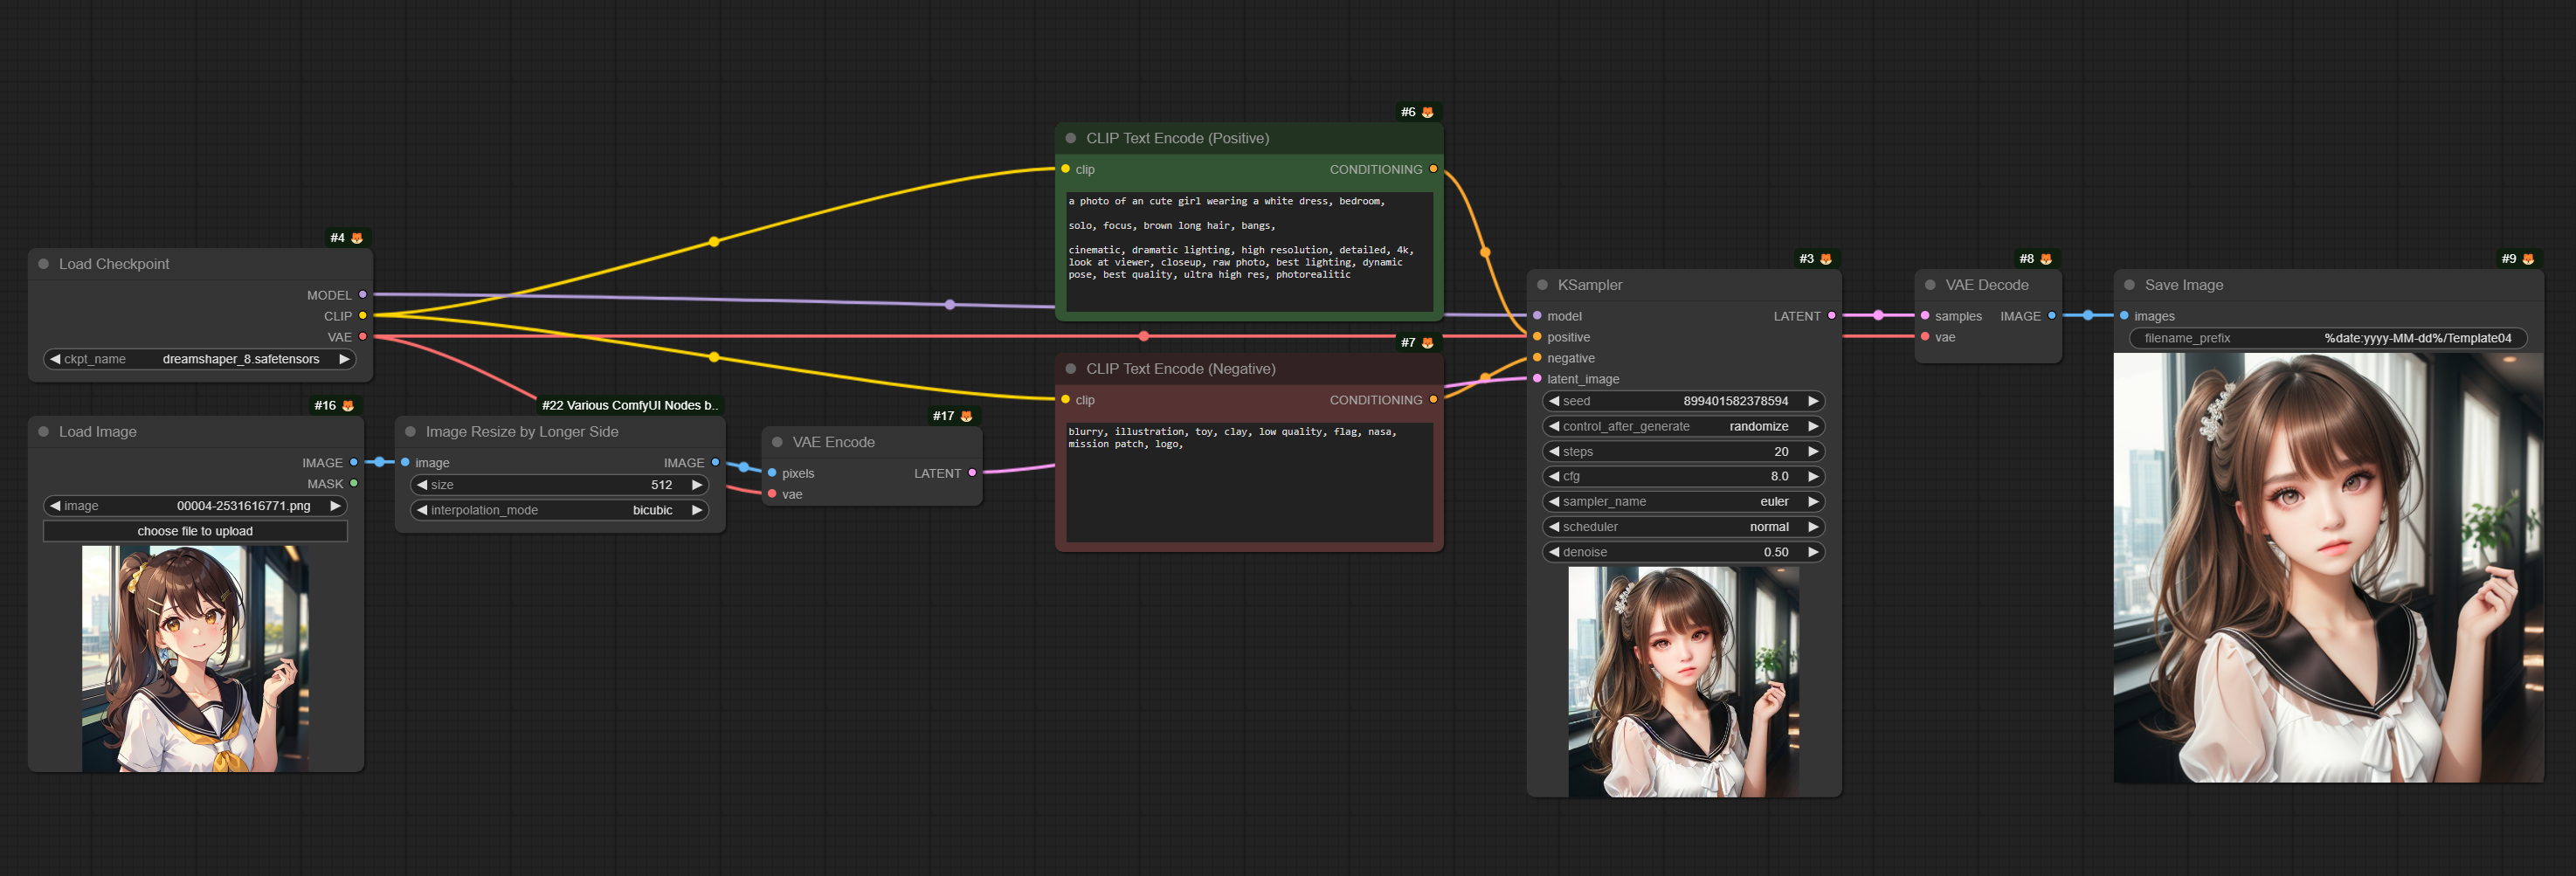 #4
Load Checkpoint
MODEL
CLIP
VAE
ckpt_name dreamshaper_8.safetensors
#16
Load Image
IMAGE
MASK
image 00004-2531616771.png
choose file to upload
#22 Various ComfyUI Nodes b..
Image Resize by Longer Side
image IMAGE
size 512
interpolation_mode bicubic
#17
VAE Encode
pixels LATENT
vae
#6
CLIP Text Encode (Positive)
clip CONDITIONING
a photo of an cute girl wearing a white dress, bedroom,
solo, focus, brown long hair, bangs,
cinematic, dramatic lighting, high resolution, detailed, 4k,
look at viewer, closeup, raw photo, best lighting, dynamic
pose, best quality, ultra high res, photorealitic
#7
CLIP Text Encode (Negative)
clip CONDITIONING
blurry, illustration, toy, clay, low quality, flag, nasa,
mission patch, logo,
#3
KSampler
model LATENT
positive
negative
latent_image
seed 899401582378594
control_after_generate randomize
steps 20
cfg 8.0
sampler_name euler
scheduler normal
denoise 0.50
#8
VAE Decode
samples IMAGE
vae
#9
Save Image
images
filename_prefix %date:yyyy-MM-dd%/Template04